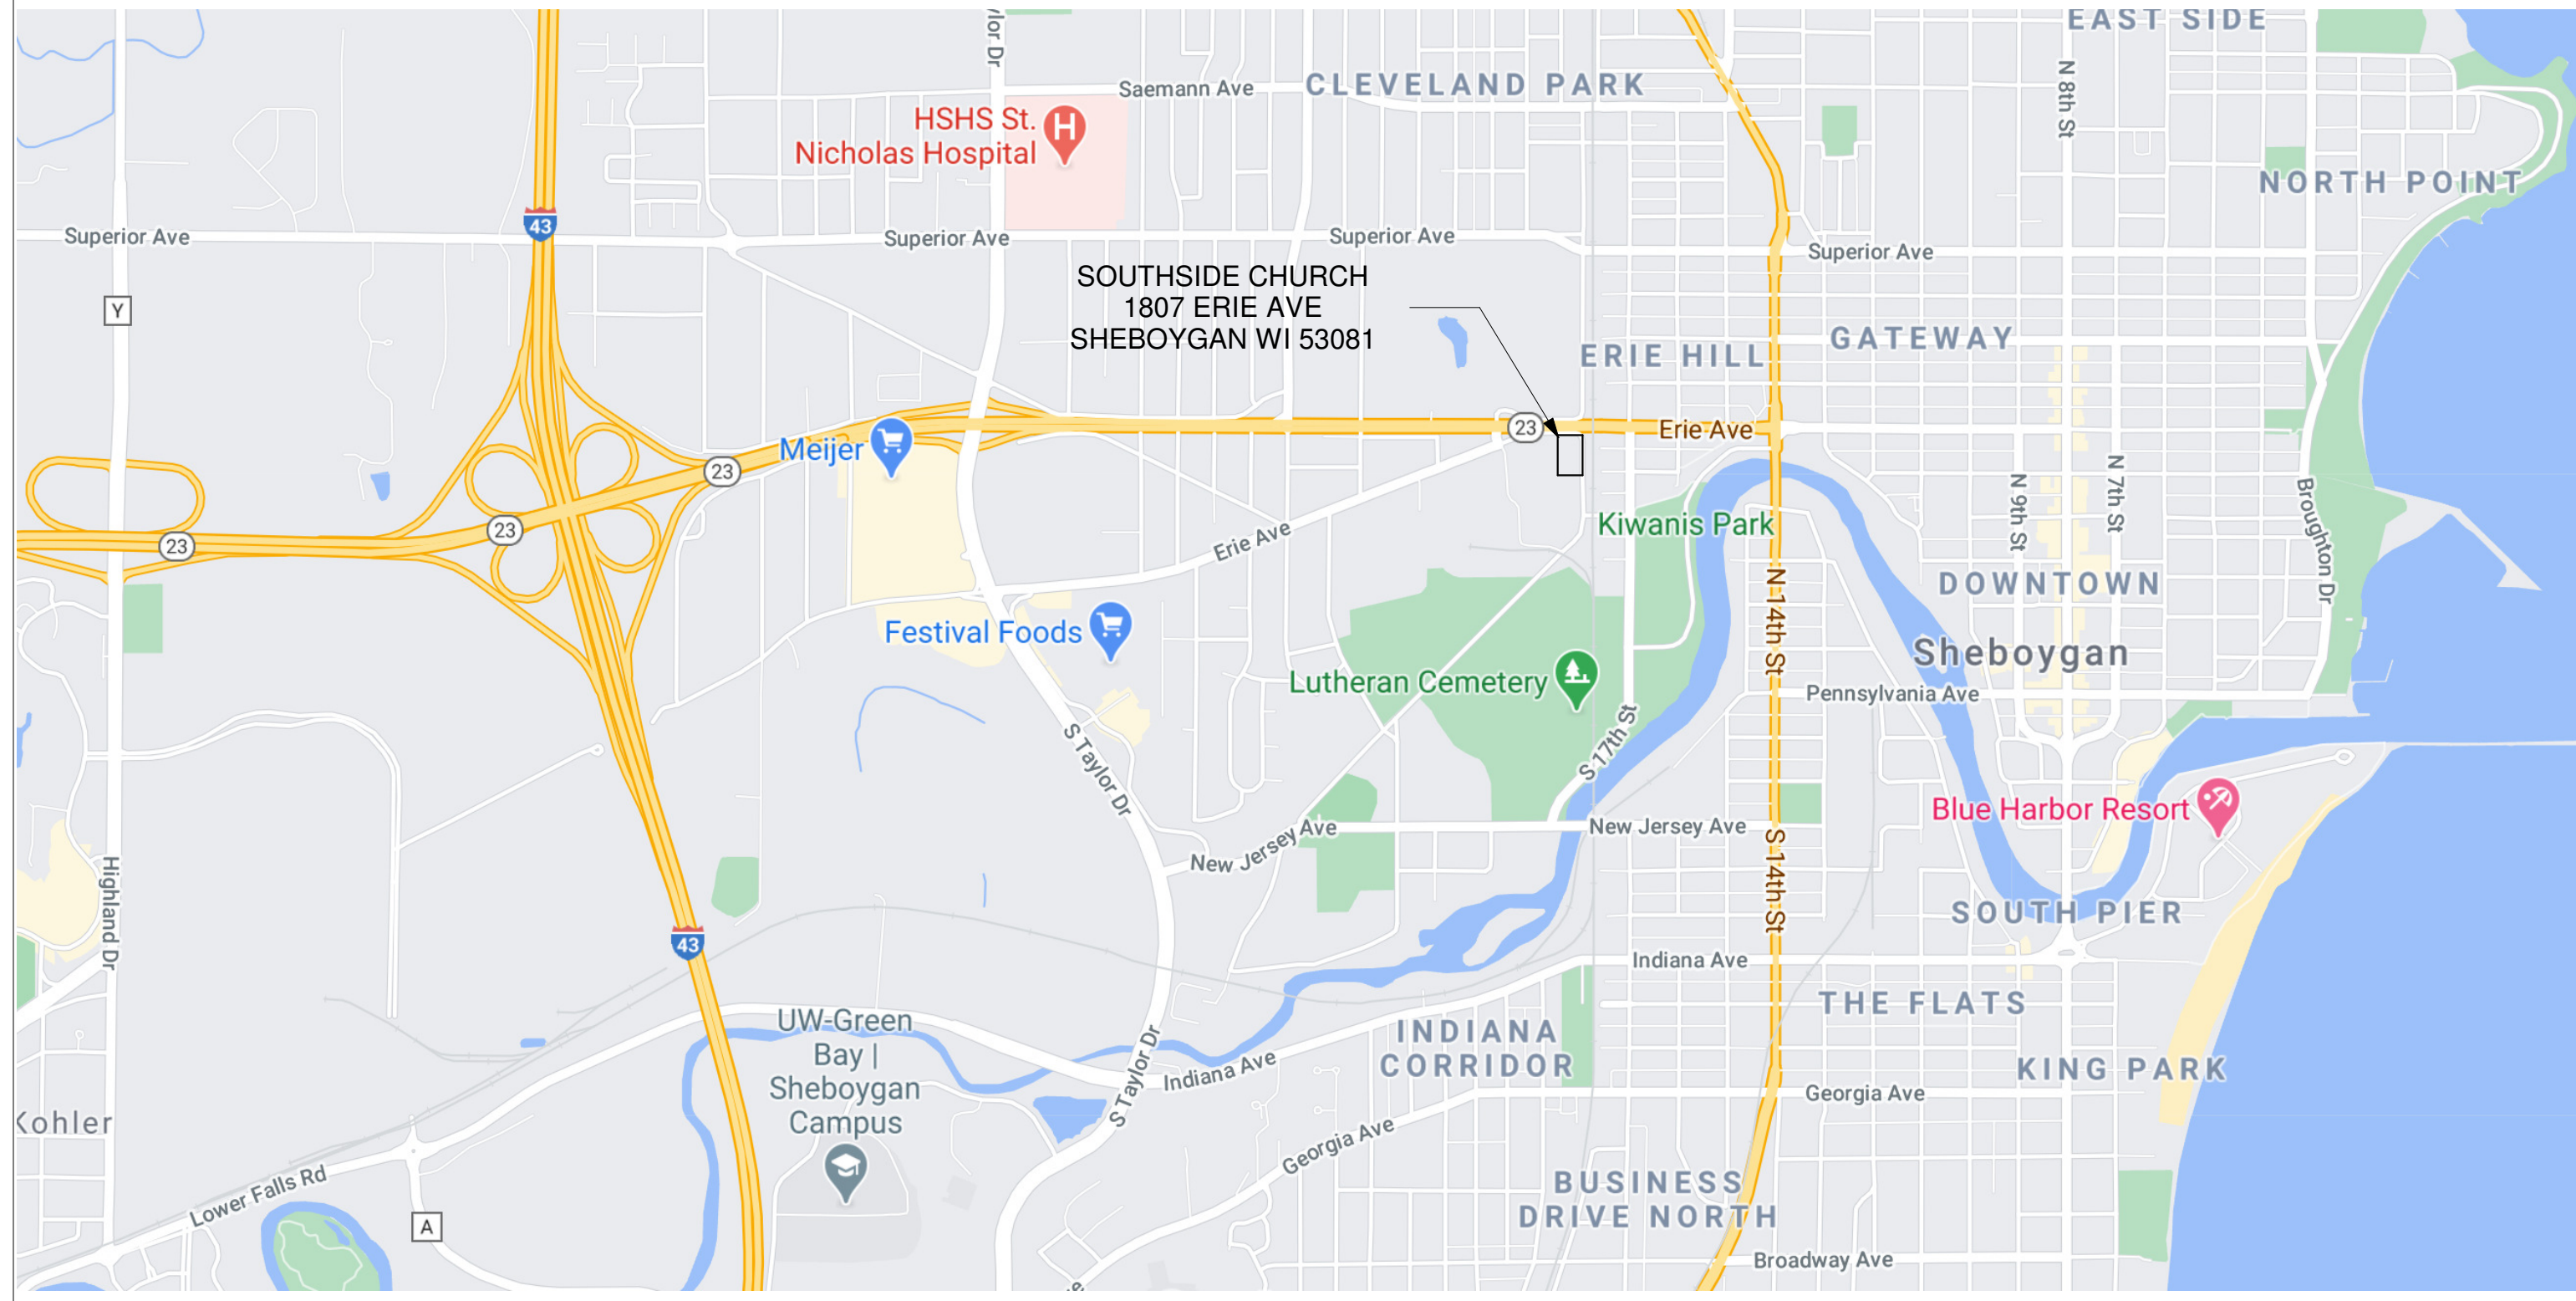 EAST SIDE
ylor Dr
N 8th St
Saemann Ave
CLEVELAND PARK
HSHS St.
Nicholas Hospital
NORTH POINT
43
Superior Ave
Superior Ave
Superior Ave
Superior Ave
SOUTHSIDE CHURCH
1807 ERIE AVE
SHEBOYGAN WI 53081
Y
GATEWAY
ERIE HILL
23
Erie Ave
Meijer
23
N 9th St
N 7th St
Broughton Dr
23
23
Erie Ave
Kiwanis Park
DOWNTOWN
N 14th St
Festival Foods
Sheboygan
Lutheran Cemetery
Pennsylvania Ave
S Taylor Dr
S 17th St
Blue Harbor Resort
New Jersey Ave
New Jersey Ave
S 14th St
Highland Dr
SOUTH PIER
43
Indiana Ave
THE FLATS
UW-Green
Bay |
Sheboygan
Campus
INDIANA
CORRIDOR
S Taylor Dr
Indiana Ave
KING PARK
Georgia Ave
Kohler
Georgia Ave
Lower Falls Rd
BUSINESS
DRIVE NORTH
A
Broadway Ave